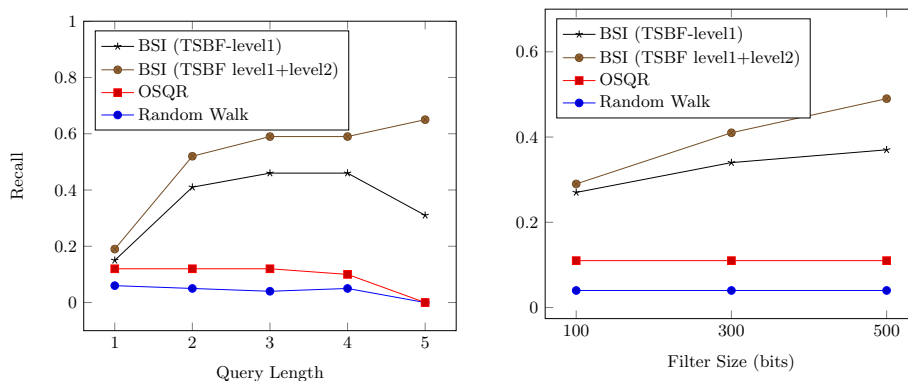 BSI (TSBF-level1)
BSI (TSBF level1+level2)
OSQR
Random Walk
1
0.8
0.6
0.4
0.2
0
Recall
1 2 3 4 5
Query Length
BSI (TSBF-level1)
BSI (TSBF level1+level2)
OSQR
Random Walk
0.6
0.4
0.2
0
100 300 500
Filter Size (bits)